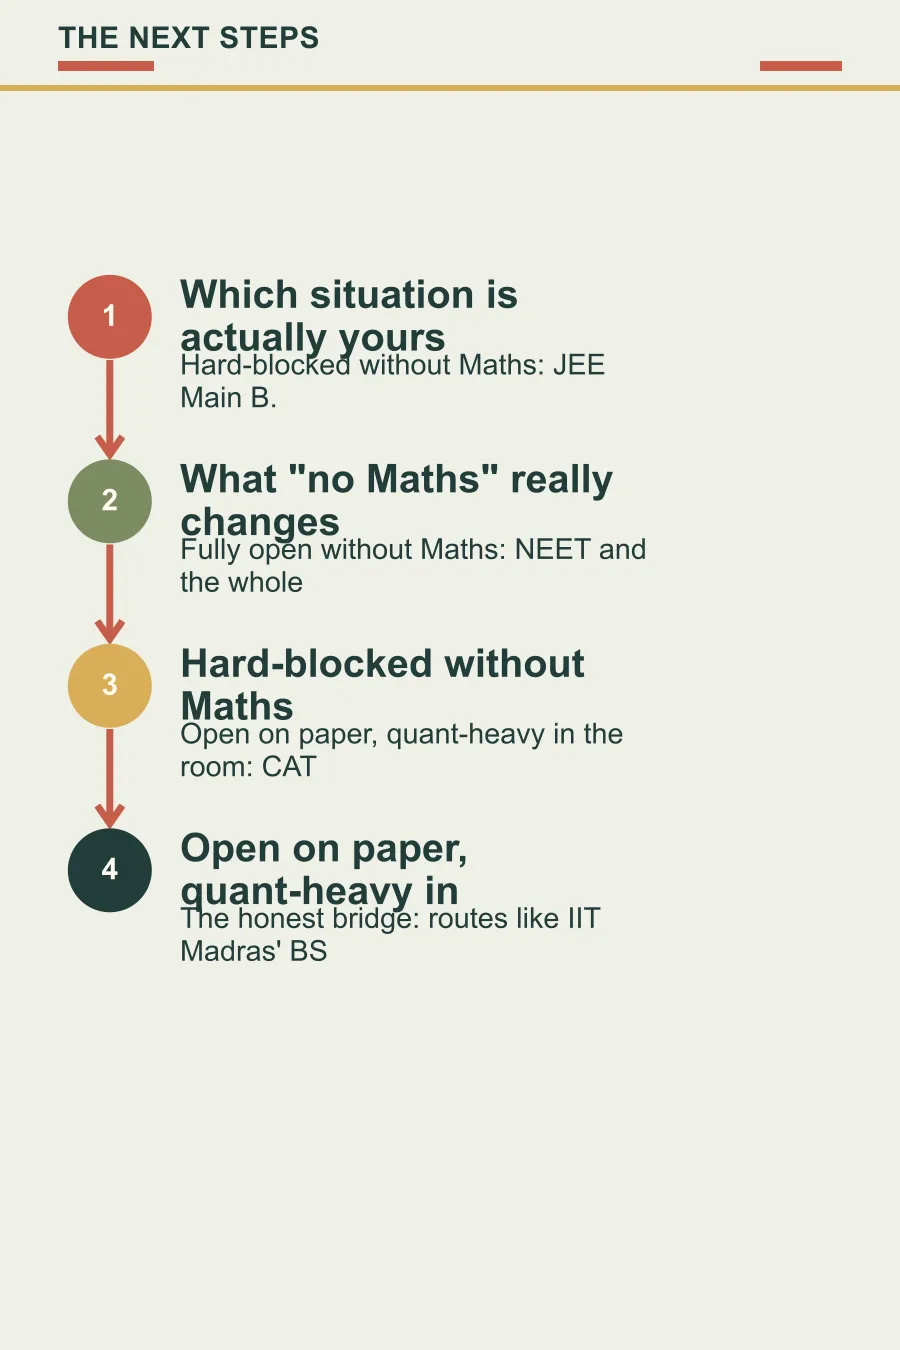 THE NEXT STEPS
1
Which situation is
actually yours
Hard-blocked without Maths: JEE
Main B.
2
What "no Maths" really
changes
Fully open without Maths: NEET and
the whole
3
Hard-blocked without
Maths
Open on paper, quant-heavy in the
room: CAT
4
Open on paper,
quant-heavy in
The honest bridge: routes like IIT
Madras' BS